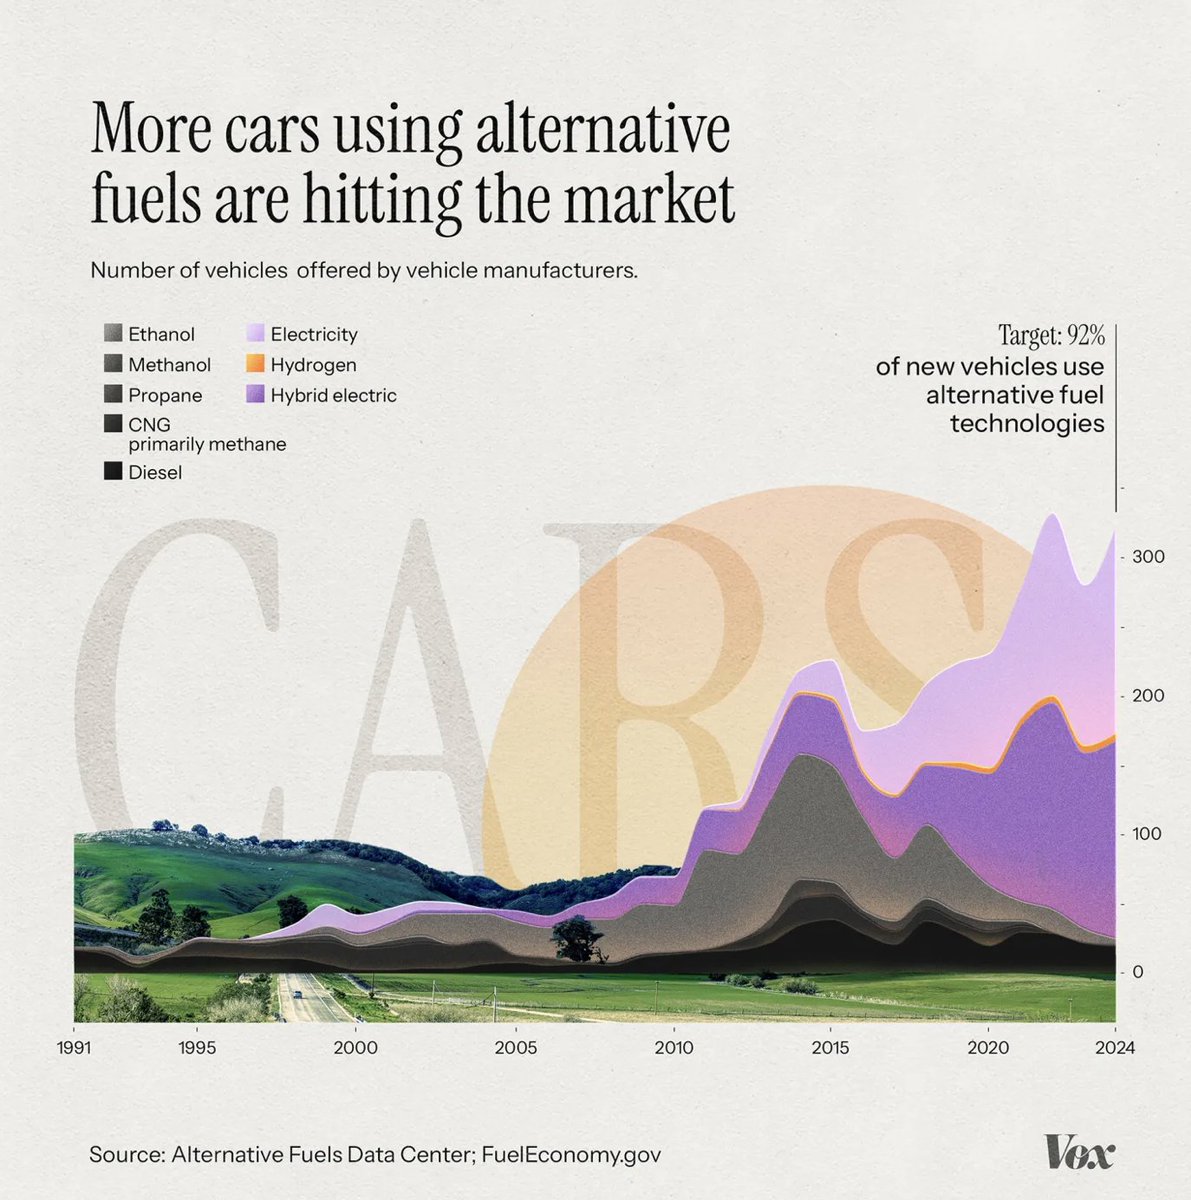 More cars using alternative
fuels are hitting the market
Number of vehicles offered by vehicle manufacturers.
Ethanol
Methanol
Propane
CNG
primarily methane
Diesel
Electricity
Hydrogen
Hybrid electric
Target: 92%
of new vehicles use
alternative fuel
technologies
CARS
300
200
100
0
1991 1995 2000 2005 2010 2015 2020 2024
Source: Alternative Fuels Data Center; FuelEconomy.gov
Vox